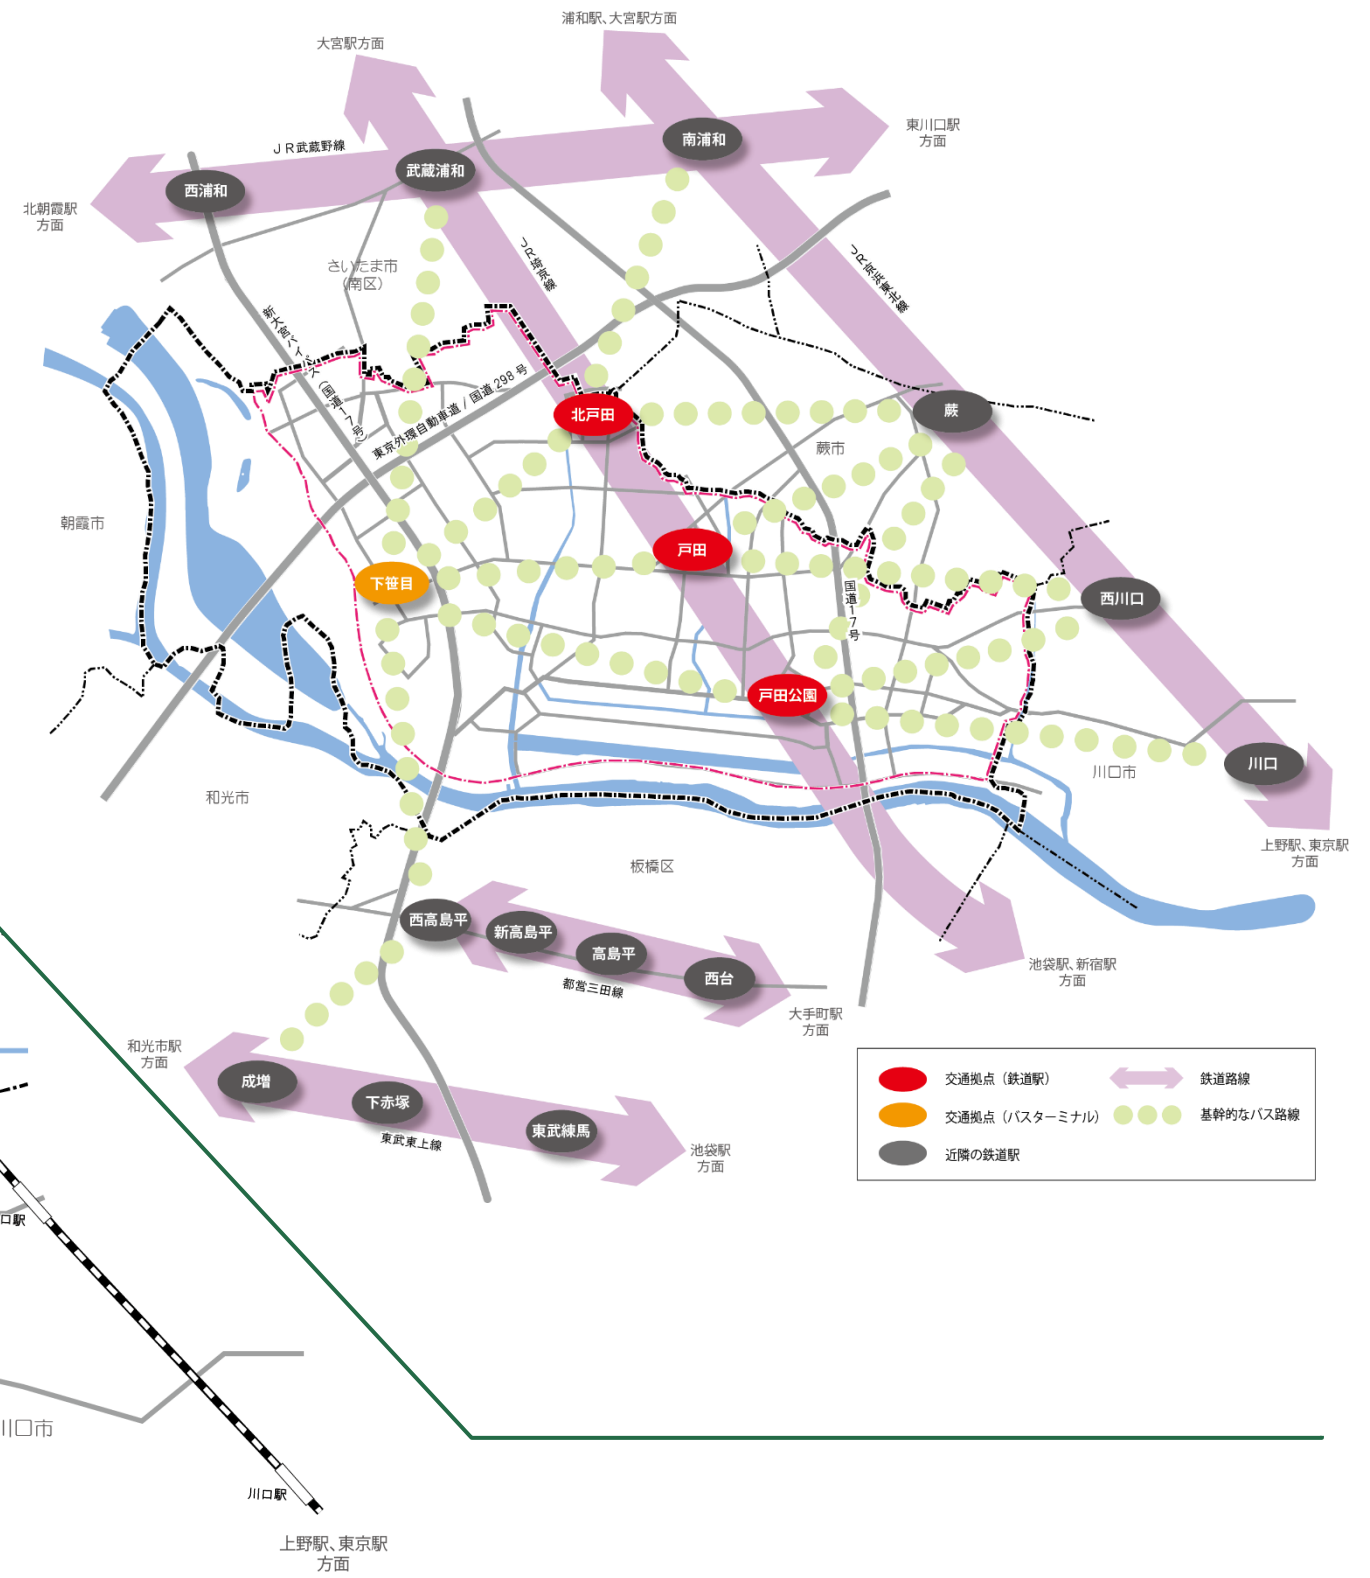 浦和駅、大宮駅方面
大宮駅方面
東川口駅
方面
南浦和
ＪＲ武蔵野線
武蔵浦和
西浦和
北朝霞駅
方面
さいたま市
（南区）
ＪＲ埼京線
ＪＲ京浜東北線
新大宮バイパス（国道17号）
東京外環自動車道 / 国道 298 号
北戸田
蕨
蕨市
朝霞市
戸田
下笹目
国道17号
西川口
戸田公園
川口
川口市
和光市
板橋区
上野駅、東京駅
方面
西高島平
新高島平
高島平
西台
都営三田線
池袋駅、新宿駅
方面
大手町駅
方面
和光市駅
方面
成増
下赤塚
東武練馬
東武東上線
池袋駅
方面
交通拠点（鉄道駅）
鉄道路線
交通拠点（バスターミナル）
基幹的なバス路線
近隣の鉄道駅
口駅
川口市
川口駅
上野駅、東京駅
方面